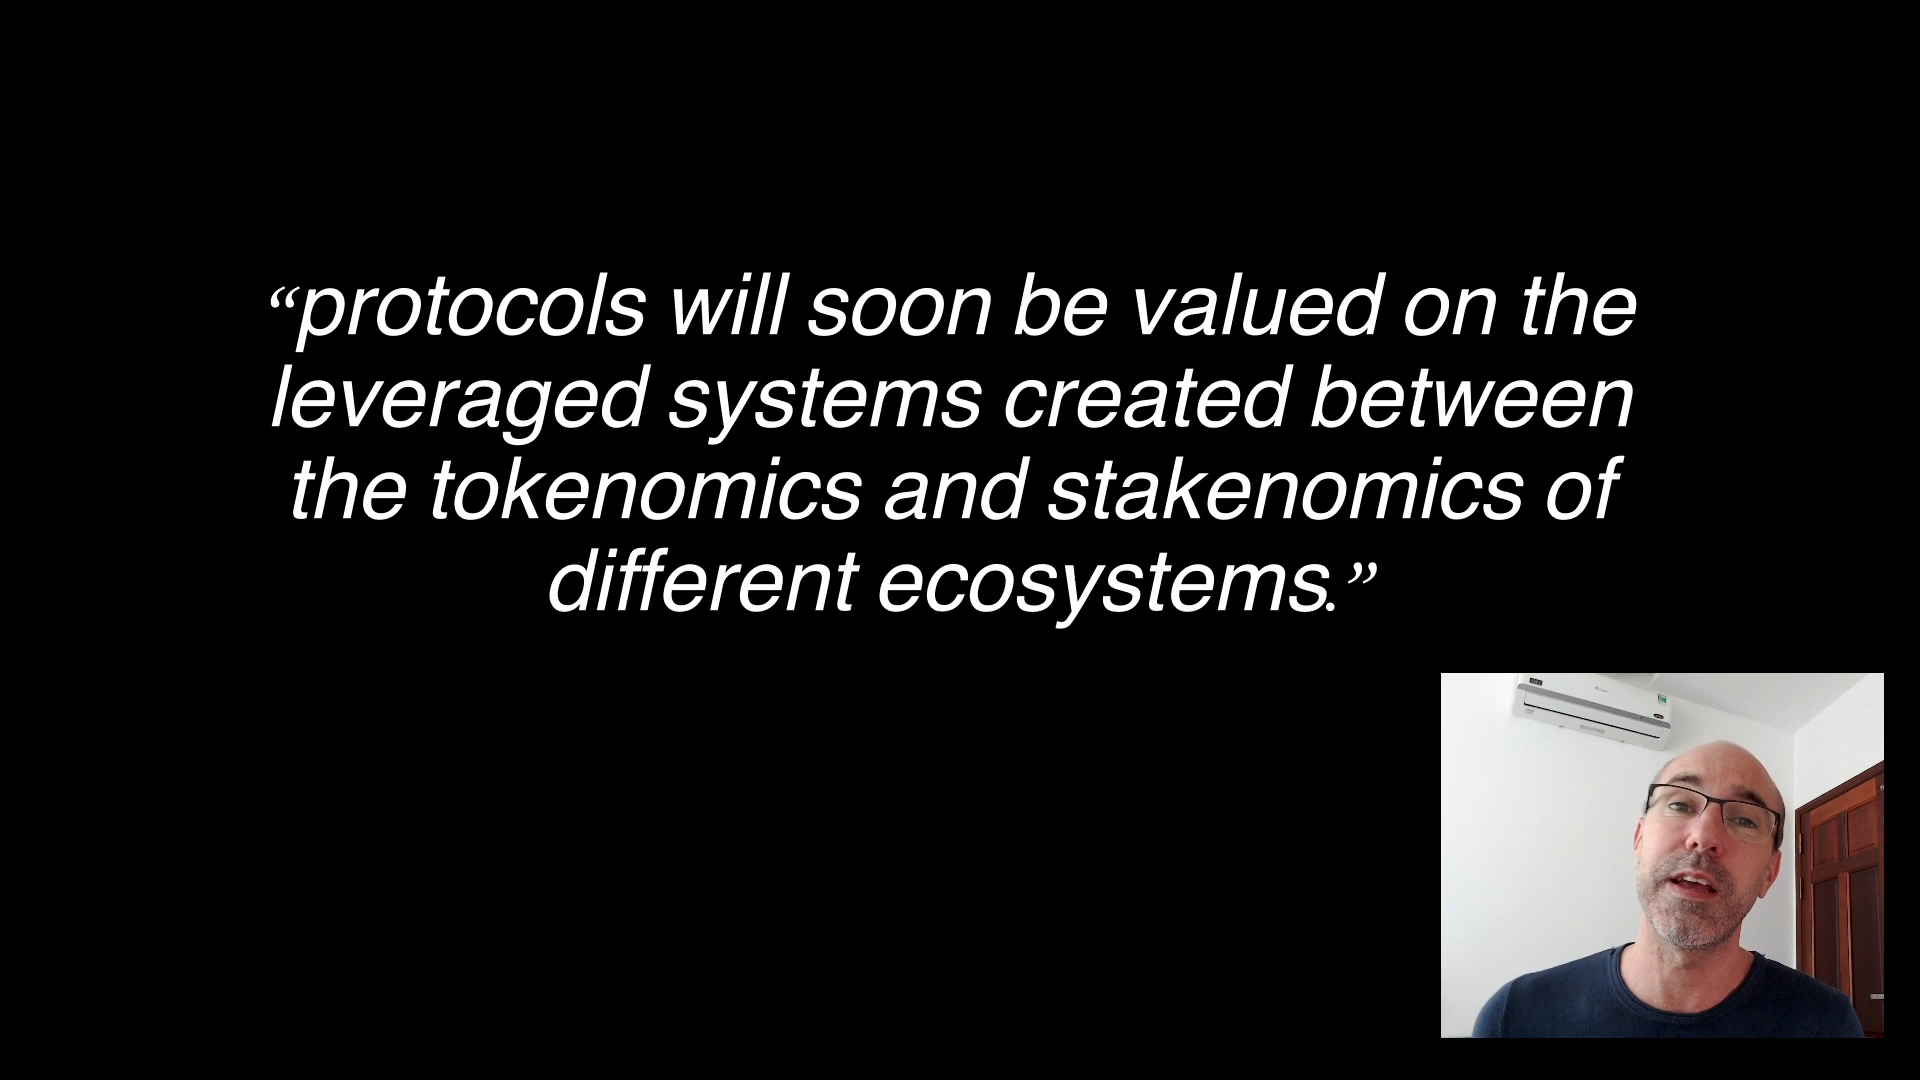 “protocols will soon be valued on the
leveraged systems created between
the tokenomics and stakenomics of
different ecosystems.”